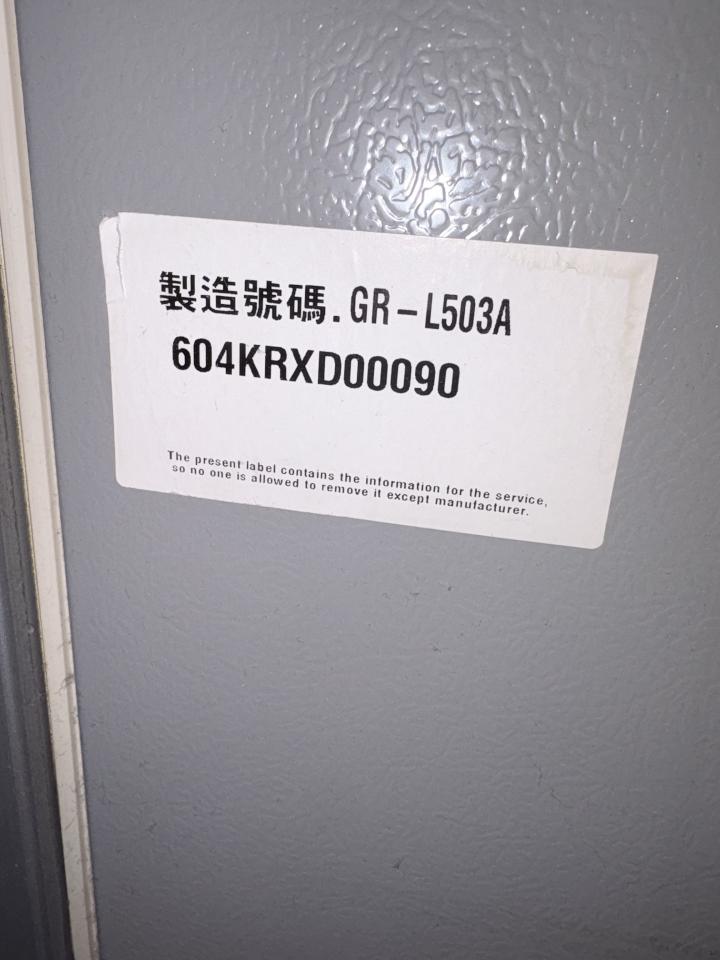 製造號碼.GR-L503A
604KRXD00090
The present label contains the information for the service,
so no one is allowed to remove it except manufacturer.